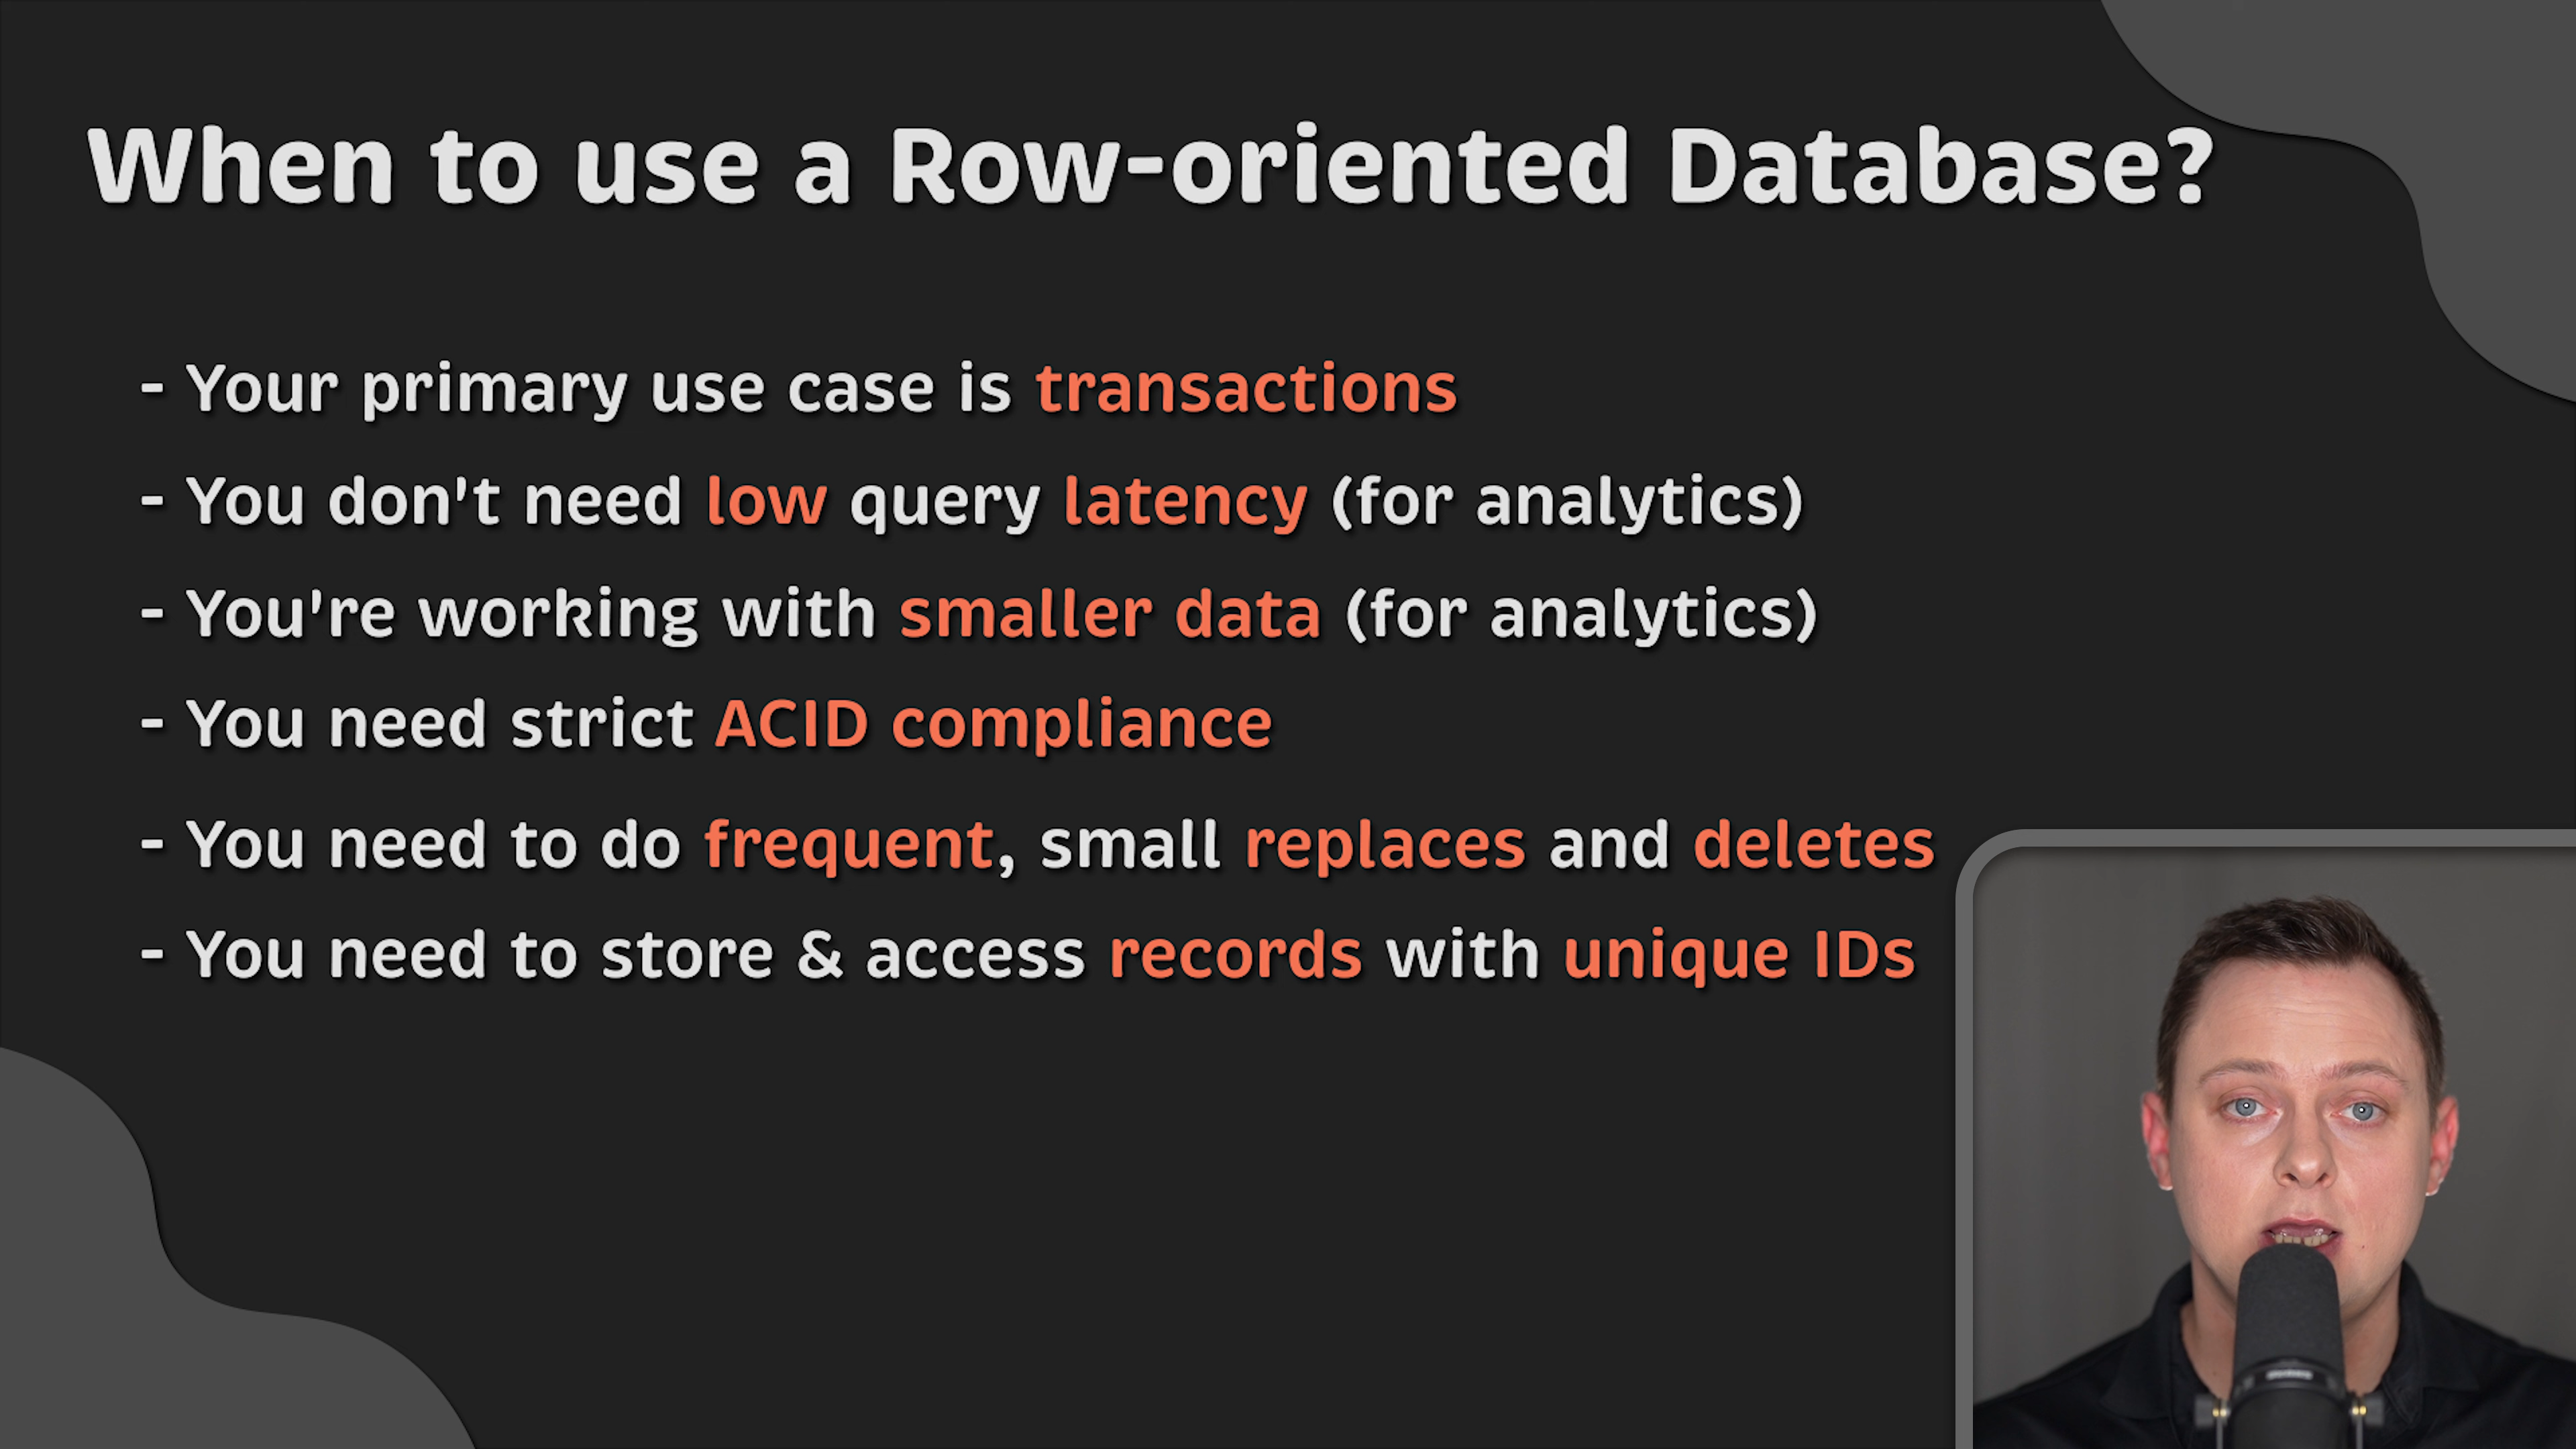 When to use a Row-oriented Database?
- Your primary use case is transactions
- You don't need low query latency (for analytics)
- You're working with smaller data (for analytics)
- You need strict ACID compliance
- You need to do frequent, small replaces and deletes
- You need to store & access records with unique IDs